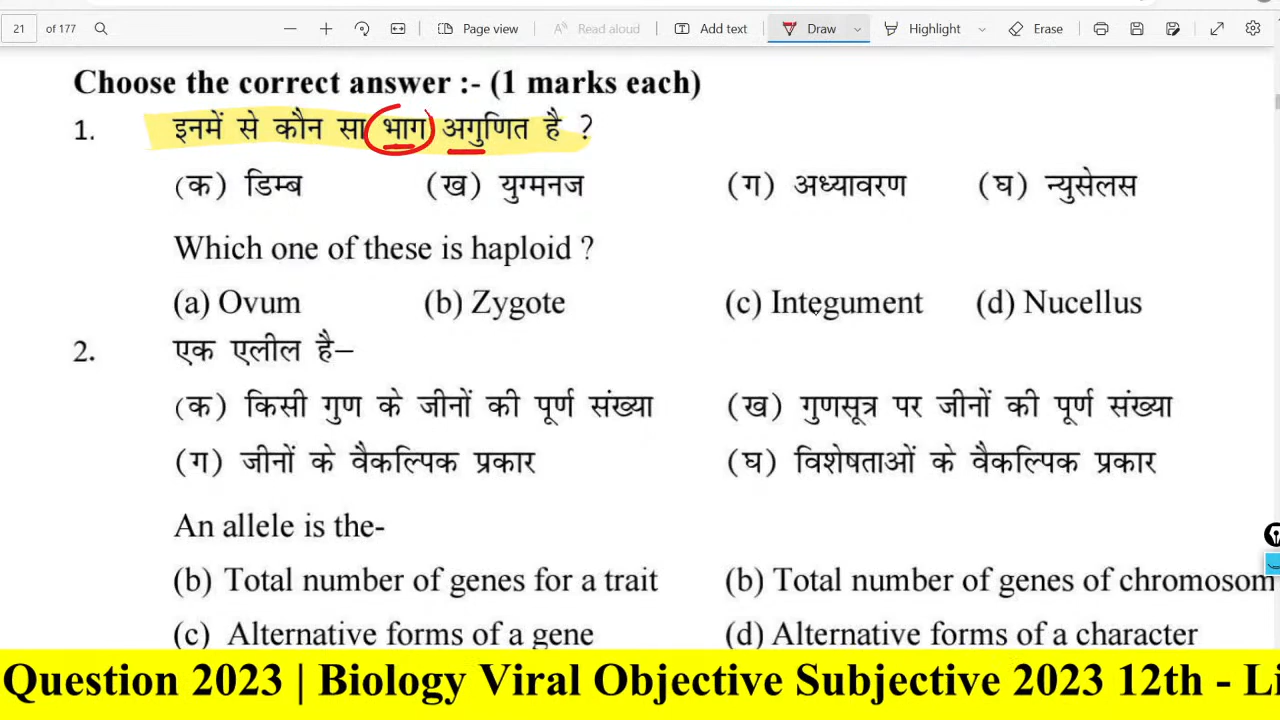 21 of 177 Page view Read aloud Add text Draw Highlight Erase
Choose the correct answer :- (1 marks each)
1. इनमें से कौन सा भाग अगुणित है ?
(क) डिम्ब (ख) युग्मनज (ग) अध्यावरण (घ) न्युसेलस
Which one of these is haploid ?
(a) Ovum (b) Zygote (c) Integument (d) Nucellus
2. एक एलील है–
(क) किसी गुण के जीनों की पूर्ण संख्या (ख) गुणसूत्र पर जीनों की पूर्ण संख्या
(ग) जीनों के वैकल्पिक प्रकार (घ) विशेषताओं के वैकल्पिक प्रकार
An allele is the-
(b) Total number of genes for a trait (b) Total number of genes of chromosom
(c) Alternative forms of a gene (d) Alternative forms of a character
Question 2023 | Biology Viral Objective Subjective 2023 12th - Li